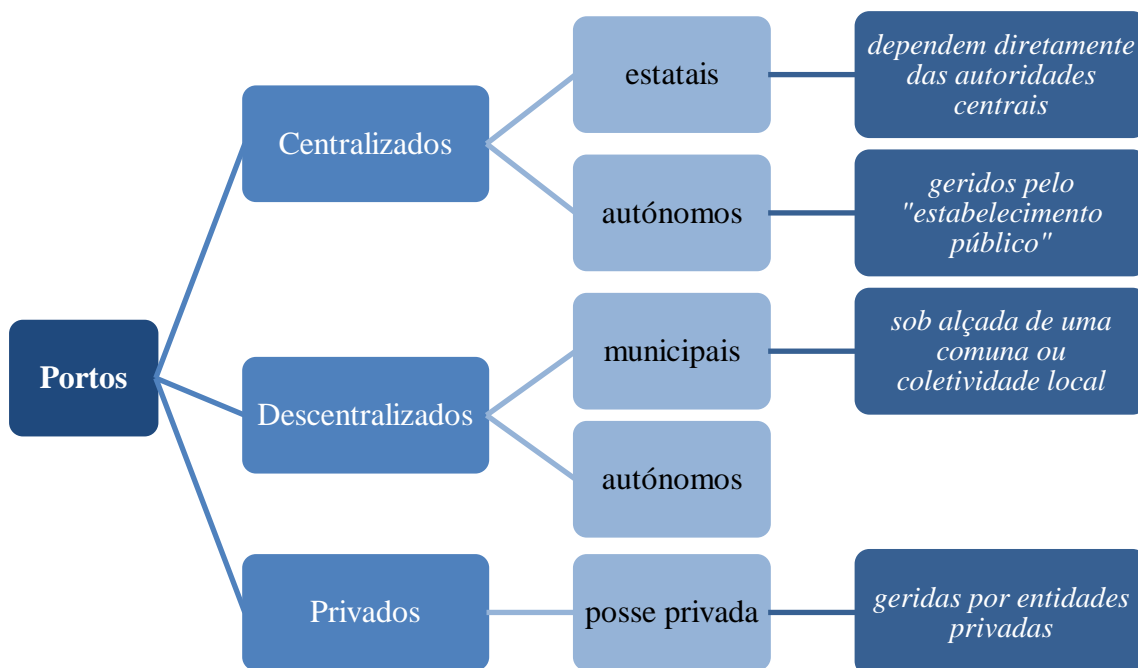 Portos
Centralizados
estatais
dependem diretamente
das autoridades
centrais
autónomos
geridos pelo
"estabelecimento
público"
Descentralizados
municipais
sob alçada de uma
comuna ou
coletividade local
autónomos
Privados
posse privada
geridas por entidades
privadas